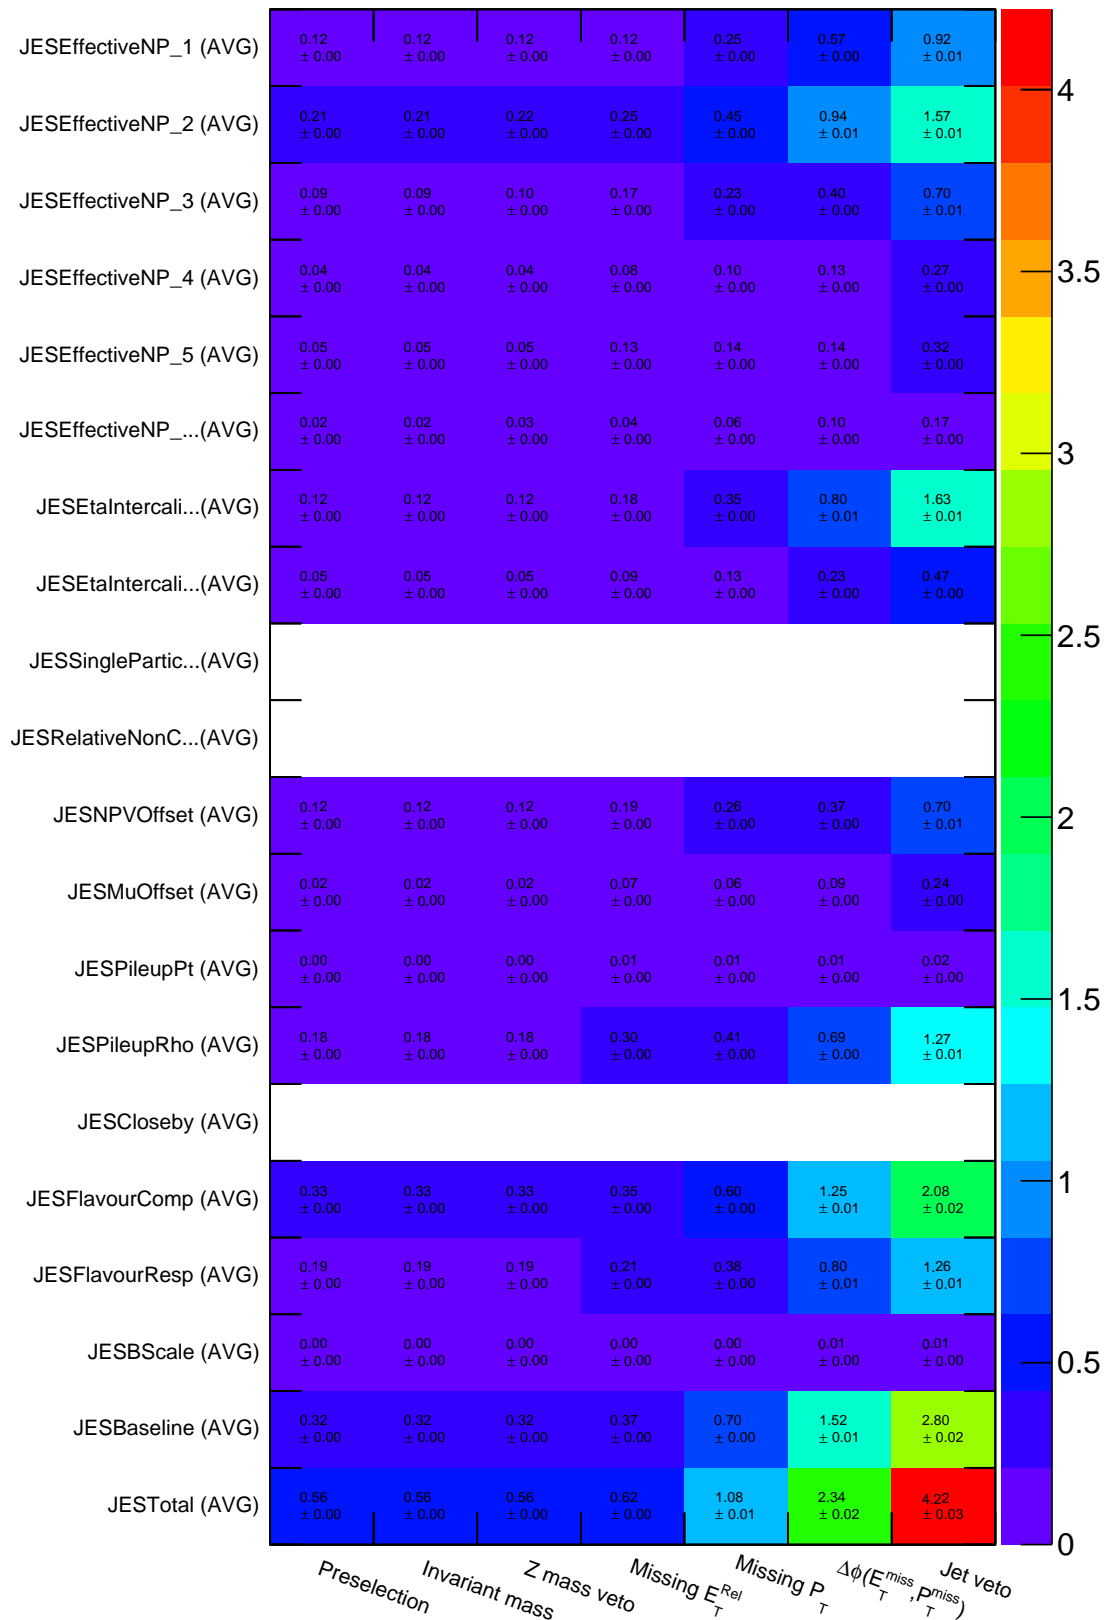 JESEffectiveNP_1 (AVG)
0.12 0.12 0.12 0.12 0.25 0.57 0.92
± 0.00 ± 0.00 ± 0.00 ± 0.00 ± 0.00 ± 0.00 ± 0.01
JESEffectiveNP_2 (AVG)
0.21 0.21 0.22 0.25 0.45 0.94 1.57
± 0.00 ± 0.00 ± 0.00 ± 0.00 ± 0.00 ± 0.01 ± 0.01
JESEffectiveNP_3 (AVG)
0.09 0.09 0.10 0.17 0.23 0.40 0.70
± 0.00 ± 0.00 ± 0.00 ± 0.00 ± 0.00 ± 0.00 ± 0.01
JESEffectiveNP_4 (AVG)
0.04 0.04 0.04 0.08 0.10 0.13 0.27
± 0.00 ± 0.00 ± 0.00 ± 0.00 ± 0.00 ± 0.00 ± 0.00
JESEffectiveNP_5 (AVG)
0.05 0.05 0.05 0.13 0.14 0.14 0.32
± 0.00 ± 0.00 ± 0.00 ± 0.00 ± 0.00 ± 0.00 ± 0.00
JESEffectiveNP_...(AVG)
0.02 0.02 0.03 0.04 0.06 0.10 0.17
± 0.00 ± 0.00 ± 0.00 ± 0.00 ± 0.00 ± 0.00 ± 0.00
JESEtaIntercali...(AVG)
0.12 0.12 0.12 0.18 0.35 0.80 1.63
± 0.00 ± 0.00 ± 0.00 ± 0.00 ± 0.00 ± 0.01 ± 0.01
JESEtaIntercali...(AVG)
0.05 0.05 0.05 0.09 0.13 0.23 0.47
± 0.00 ± 0.00 ± 0.00 ± 0.00 ± 0.00 ± 0.00 ± 0.00
JESSinglePartic...(AVG)
JESRelativeNonC...(AVG)
JESNPVOffset (AVG)
0.12 0.12 0.12 0.19 0.26 0.37 0.70
± 0.00 ± 0.00 ± 0.00 ± 0.00 ± 0.00 ± 0.00 ± 0.01
JESMuOffset (AVG)
0.02 0.02 0.02 0.07 0.06 0.09 0.24
± 0.00 ± 0.00 ± 0.00 ± 0.00 ± 0.00 ± 0.00 ± 0.00
JESPileupPt (AVG)
0.00 0.00 0.00 0.01 0.01 0.01 0.02
± 0.00 ± 0.00 ± 0.00 ± 0.00 ± 0.00 ± 0.00 ± 0.00
JESPileupRho (AVG)
0.18 0.18 0.18 0.30 0.41 0.69 1.27
± 0.00 ± 0.00 ± 0.00 ± 0.00 ± 0.00 ± 0.00 ± 0.01
JESCloseby (AVG)
JESFlavourComp (AVG)
0.33 0.33 0.33 0.35 0.60 1.25 2.08
± 0.00 ± 0.00 ± 0.00 ± 0.00 ± 0.00 ± 0.01 ± 0.02
JESFlavourResp (AVG)
0.19 0.19 0.19 0.21 0.38 0.80 1.26
± 0.00 ± 0.00 ± 0.00 ± 0.00 ± 0.00 ± 0.01 ± 0.01
JESBScale (AVG)
0.00 0.00 0.00 0.00 0.00 0.01 0.01
± 0.00 ± 0.00 ± 0.00 ± 0.00 ± 0.00 ± 0.00 ± 0.00
JESBaseline (AVG)
0.32 0.32 0.32 0.37 0.70 1.52 2.80
± 0.00 ± 0.00 ± 0.00 ± 0.00 ± 0.00 ± 0.01 ± 0.02
JESTotal (AVG)
0.56 0.56 0.56 0.62 1.08 2.34 4.22
± 0.00 ± 0.00 ± 0.00 ± 0.00 ± 0.01 ± 0.02 ± 0.03
Preselection
Invariant mass
Z mass veto
Missing E_T^Rel
Missing P_T
Δϕ(E_T^miss,P_T^miss)
Jet veto
4
3.5
3
2.5
2
1.5
1
0.5
0